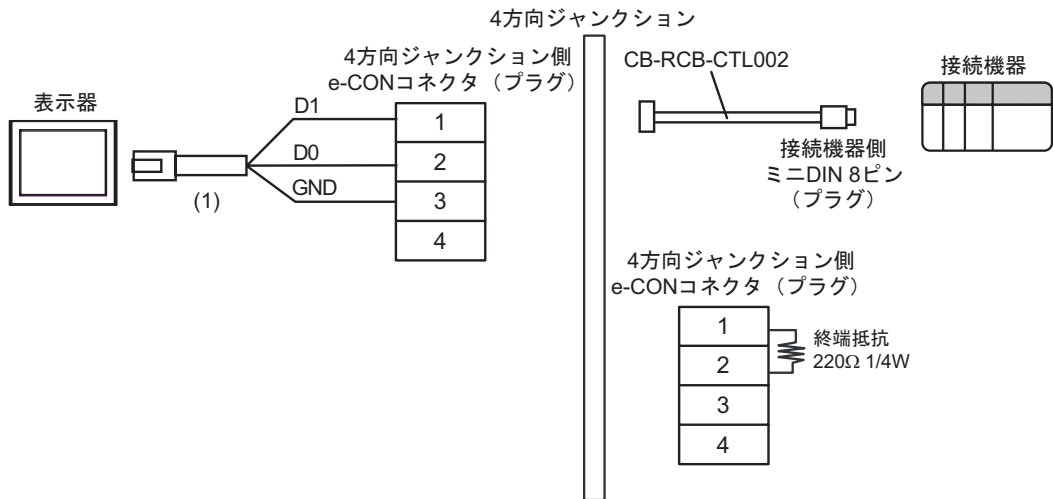 4方向ジャンクション
4方向ジャンクション側
e-CONコネクタ（プラグ）
表示器
D1
D0
GND
(1)
1
2
3
4
CB-RCB-CTL002
接続機器
接続機器側
ミニDIN 8ピン
（プラグ）
4方向ジャンクション側
e-CONコネクタ（プラグ）
1
2
3
4
終端抵抗
220Ω 1/4W